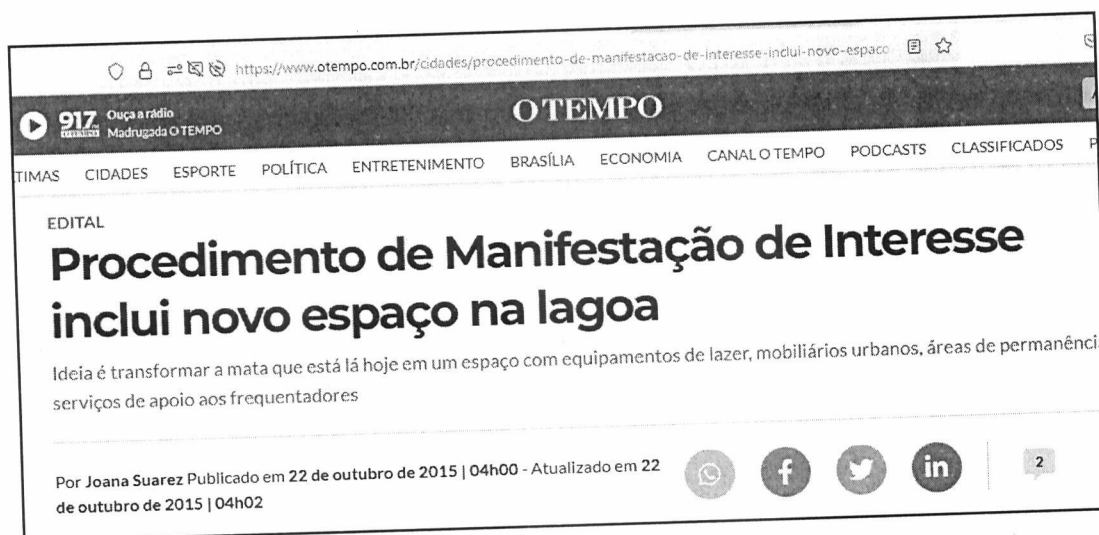 https://www.otempo.com.br/cidades/procedimento-de-manifestacao-de-interesse-inclui-novo-espaco
917 Ouça a rádio
Madrugada O TEMPO
O TEMPO
TIMAS CIDADES ESPORTE POLÍTICA ENTRETENIMENTO BRASÍLIA ECONOMIA CANAL O TEMPO PODCASTS CLASSIFICADOS P
EDITAL
Procedimento de Manifestação de Interesse
inclui novo espaço na lagoa
Ideia é transformar a mata que está lá hoje em um espaço com equipamentos de lazer, mobiliários urbanos, áreas de permanênci
serviços de apoio aos frequentadores
Por Joana Suarez Publicado em 22 de outubro de 2015 | 04h00 - Atualizado em 22
de outubro de 2015 | 04h02
f in 2